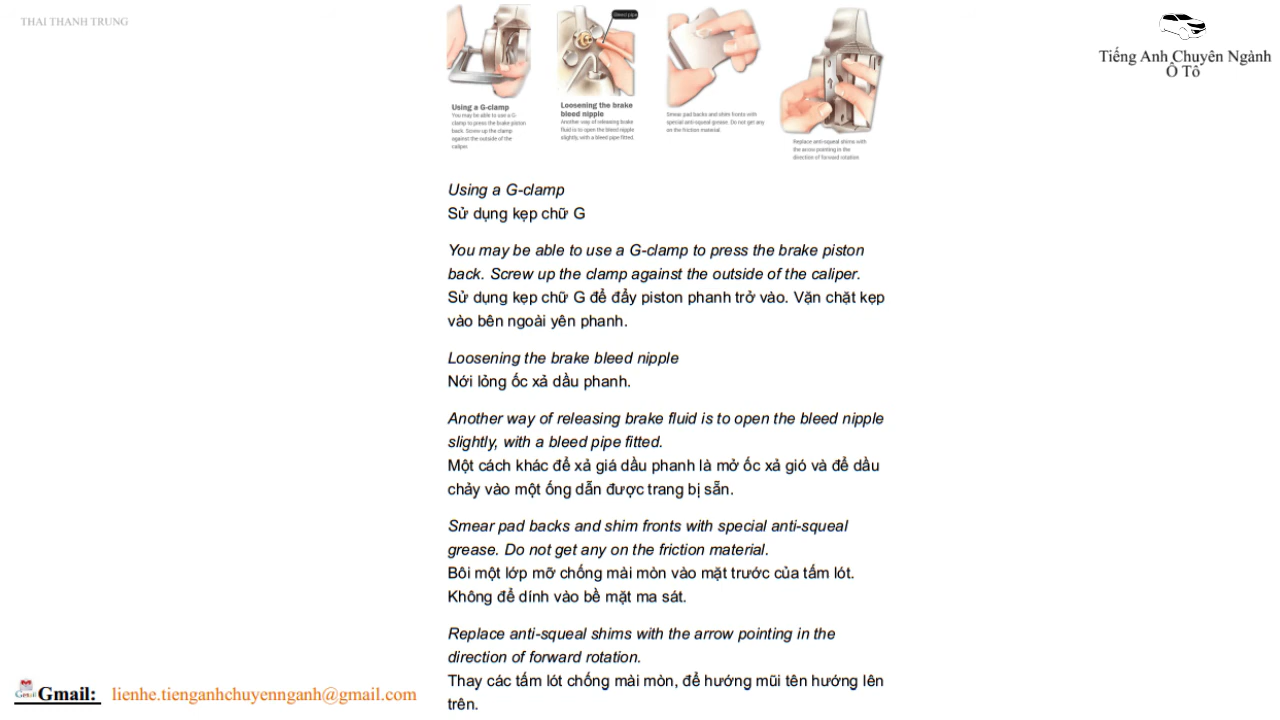 THAI THANH TRUNG
Tiếng Anh Chuyên Ngành
Ô Tô
Bleed pipe
Using a G-clamp
You may be able to use a G-
clamp to press the brake piston
back. Screw up the clamp
against the outside of the
caliper.
Loosening the brake
bleed nipple
Another way of releasing brake
fluid is to open the bleed nipple
slightly, with a bleed pipe fitted.
Smear pad backs and shim fronts with
special anti-squeal grease. Do not get any
on the friction material.
Replace anti-squeal shims with
the arrow pointing in the
direction of forward rotation
Using a G-clamp
Sử dụng kẹp chữ G
You may be able to use a G-clamp to press the brake piston
back. Screw up the clamp against the outside of the caliper.
Sử dụng kẹp chữ G để đẩy piston phanh trở vào. Vặn chặt kẹp
vào bên ngoài yên phanh.
Loosening the brake bleed nipple
Nới lỏng ốc xả dầu phanh.
Another way of releasing brake fluid is to open the bleed nipple
slightly, with a bleed pipe fitted.
Một cách khác để xả giá dầu phanh là mở ốc xả gió và để dầu
chảy vào một ống dẫn được trang bị sẵn.
Smear pad backs and shim fronts with special anti-squeal
grease. Do not get any on the friction material.
Bôi một lớp mỡ chống mài mòn vào mặt trước của tấm lót.
Không để dính vào bề mặt ma sát.
Replace anti-squeal shims with the arrow pointing in the
direction of forward rotation.
Thay các tấm lót chống mài mòn, để hướng mũi tên hướng lên
trên.
Gmail: lienhe.tienganhchuyennganh@gmail.com